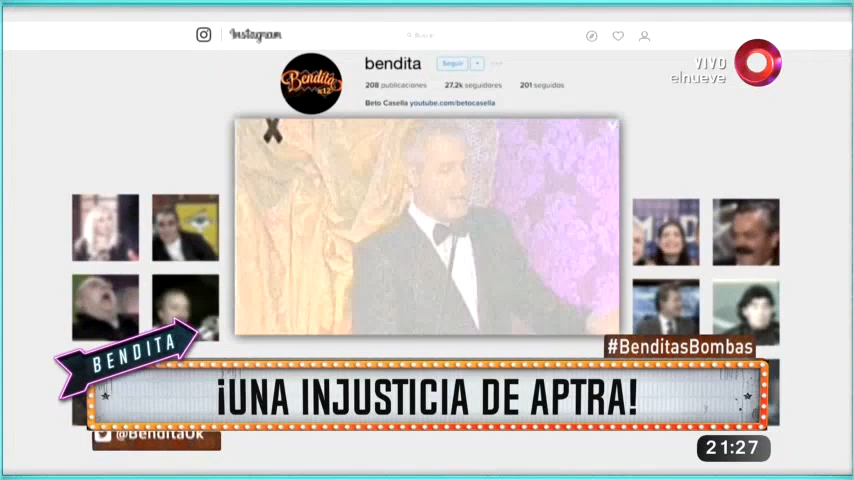 Instagram
Buscar
VIVO
elnueve
Bendita
bendita
Seguir
208 publicaciones 27.2k seguidores 201 seguidos
Beto Casella youtube.com/betocasella
#BenditasBombas
BENDITA
¡UNA INJUSTICIA DE APTRA!
@BenditaOk
21:27